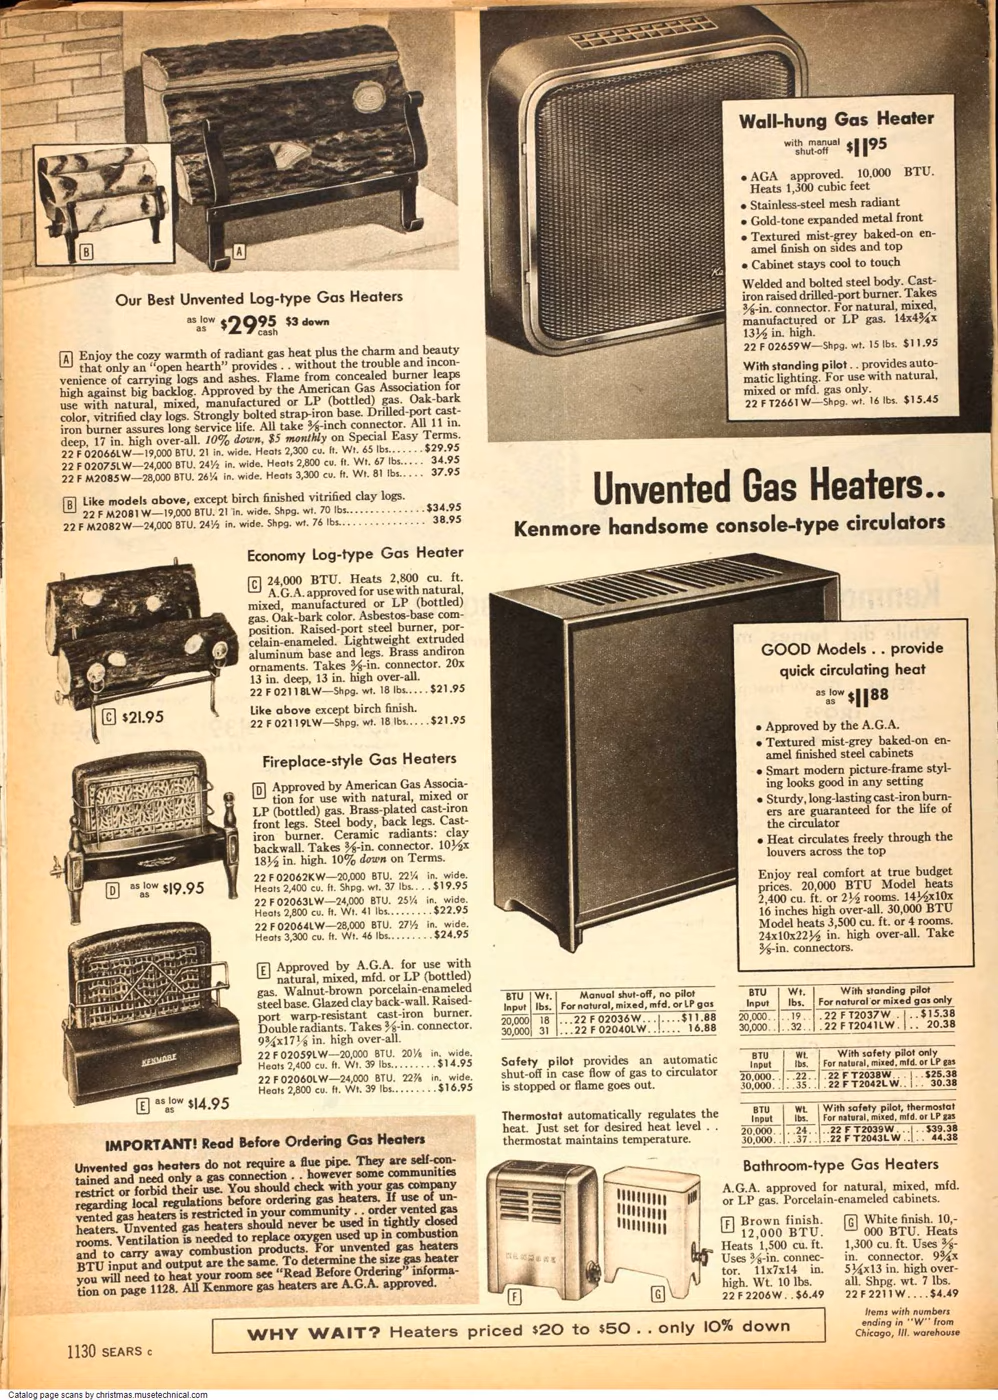 Wall-hung Gas Heater
with manual shut-off $11⁹⁵
• AGA approved. 10,000 BTU.
Heats 1,300 cubic feet
• Stainless-steel mesh radiant
• Gold-tone expanded metal front
• Textured mist-grey baked-on en-
amel finish on sides and top
• Cabinet stays cool to touch
Welded and bolted steel body. Cast-
iron raised drilled-port burner. Takes
⅜-in. connector. For natural, mixed,
manufactured or LP gas. 14x4¾x
13½ in. high.
22 F 02659W—Shpg. wt. 15 lbs. $11.95
With standing pilot . . provides auto-
matic lighting. For use with natural,
mixed or mfd. gas only.
22 F T2661W—Shpg. wt. 16 lbs. $15.45
B
A
Our Best Unvented Log-type Gas Heaters
as low as $29⁹⁵ cash $3 down
A Enjoy the cozy warmth of radiant gas heat plus the charm and beauty
that only an "open hearth" provides . . without the trouble and incon-
venience of carrying logs and ashes. Flame from concealed burner leaps
high against big backlog. Approved by the American Gas Association for
use with natural, mixed, manufactured or LP (bottled) gas. Oak-bark
color, vitrified clay logs. Strongly bolted strap-iron base. Drilled-port cast-
iron burner assures long service life. All take ⅜-inch connector. All 11 in.
deep, 17 in. high over-all. 10% down, $5 monthly on Special Easy Terms.
22 F 02066LW—19,000 BTU. 21 in. wide. Heats 2,300 cu. ft. Wt. 65 lbs.......$29.95
22 F 02075LW—24,000 BTU. 24½ in. wide. Heats 2,800 cu. ft. Wt. 67 lbs..... 34.95
22 F M2085W—28,000 BTU. 26¼ in. wide. Heats 3,300 cu. ft. Wt. 81 lbs..... 37.95
B Like models above, except birch finished vitrified clay logs.
22 F M2081W—19,000 BTU. 21 in. wide. Shpg. wt. 70 lbs..............$34.95
22 F M2082W—24,000 BTU. 24½ in. wide. Shpg. wt. 76 lbs............... 38.95
Unvented Gas Heaters..
Kenmore handsome console-type circulators
Economy Log-type Gas Heater
C 24,000 BTU. Heats 2,800 cu. ft.
A.G.A. approved for use with natural,
mixed, manufactured or LP (bottled)
gas. Oak-bark color. Asbestos-base com-
position. Raised-port steel burner, por-
celain-enameled. Lightweight extruded
aluminum base and legs. Brass andiron
ornaments. Takes ⅜-in. connector. 20x
13 in. deep, 13 in. high over-all.
22 F 02118LW—Shpg. wt. 18 lbs.....$21.95
Like above except birch finish.
22 F 02119LW—Shpg. wt. 18 lbs.....$21.95
C $21.95
Fireplace-style Gas Heaters
D Approved by American Gas Associa-
tion for use with natural, mixed or
LP (bottled) gas. Brass-plated cast-iron
front legs. Steel body, back legs. Cast-
iron burner. Ceramic radiants: clay
backwall. Takes ⅜-in. connector. 10½x
18½ in. high. 10% down on Terms.
22 F 02062KW—20,000 BTU. 22¼ in. wide.
Heats 2,400 cu. ft. Shpg. wt. 37 lbs....$19.95
22 F 02063LW—24,000 BTU. 25¼ in. wide.
Heats 2,800 cu. ft. Wt. 41 lbs.........$22.95
22 F 02064LW—28,000 BTU. 27½ in. wide.
Heats 3,300 cu. ft. Wt. 46 lbs.........$24.95
D as low as $19.95
E Approved by A.G.A. for use with
natural, mixed, mfd. or LP (bottled)
gas. Walnut-brown porcelain-enameled
steel base. Glazed clay back-wall. Raised-
port warp-resistant cast-iron burner.
Double radiants. Takes ⅜-in. connector.
9¾x17⅛ in. high over-all.
22 F 02059LW—20,000 BTU. 20⅛ in. wide.
Heats 2,400 cu. ft. Wt. 39 lbs..........$14.95
22 F 02060LW—24,000 BTU. 22⅞ in. wide.
Heats 2,800 cu. ft. Wt. 39 lbs..........$16.95
KENMORE
E as low as $14.95
IMPORTANT! Read Before Ordering Gas Heaters
Unvented gas heaters do not require a flue pipe. They are self-con-
tained and need only a gas connection . . however some communities
restrict or forbid their use. You should check with your gas company
regarding local regulations before ordering gas heaters. If use of un-
vented gas heaters is restricted in your community . . order vented gas
heaters. Unvented gas heaters should never be used in tightly closed
rooms. Ventilation is needed to replace oxygen used up in combustion
and to carry away combustion products. For unvented gas heaters
BTU input and output are the same. To determine the size gas heater
you will need to heat your room see "Read Before Ordering" informa-
tion on page 1128. All Kenmore gas heaters are A.G.A. approved.
GOOD Models . . provide
quick circulating heat
as low as $11⁸⁸
• Approved by the A.G.A.
• Textured mist-grey baked-on en-
amel finished steel cabinets
• Smart modern picture-frame styl-
ing looks good in any setting
• Sturdy, long-lasting cast-iron burn-
ers are guaranteed for the life of
the circulator
• Heat circulates freely through the
louvers across the top
Enjoy real comfort at true budget
prices. 20,000 BTU Model heats
2,400 cu. ft. or 2½ rooms. 14½x10x
16 inches high over-all. 30,000 BTU
Model heats 3,500 cu. ft. or 4 rooms.
24x10x22½ in. high over-all. Take
⅜-in. connectors.
BTU Input | Wt. lbs. | Manual shut-off, no pilot For natural, mixed, mfd. or LP gas
20,000 | 18 | ...22 F 02036W...|....$11.88
30,000 | 31 | ...22 F 02040LW..|.... 16.88
BTU Input | Wt. lbs. | With standing pilot For natural or mixed gas only
20,000...|..19..|.22 F T2037W .|..$15.38
30,000...|..32..|.22 F T2041LW .|.. 20.38
BTU Input | Wt. lbs. | With safety pilot only For natural, mixed, mfd. or LP gas
20,000..|..22..|.22 F T2038W...|...$25.38
30,000..|..35..|.22 F T2042LW..|.. 30.38
BTU Input | Wt. lbs. | With safety pilot, thermostat For natural, mixed, mfd. or LP gas
20,000..|..24..|..22 F T2039W...|...$39.38
30,000..|..37..|..22 F T2043LW..|.. 44.38
Safety pilot provides an automatic
shut-off in case flow of gas to circulator
is stopped or flame goes out.
Thermostat automatically regulates the
heat. Just set for desired heat level . .
thermostat maintains temperature.
Bathroom-type Gas Heaters
A.G.A. approved for natural, mixed, mfd.
or LP gas. Porcelain-enameled cabinets.
F Brown finish.
12,000 BTU.
Heats 1,500 cu. ft.
Uses ⅜-in. connec-
tor. 11x7x14 in.
high. Wt. 10 lbs.
22 F 2206W..$6.49
G White finish. 10,-
000 BTU. Heats
1,300 cu. ft. Uses ⅜-
in. connector. 9¾x
5¼x13 in. high over-
all. Shpg. wt. 7 lbs.
22 F 2211W....$4.49
KENMORE
F
G
Items with numbers
ending in "W" from
Chicago, Ill. warehouse
WHY WAIT? Heaters priced $20 to $50 . . only 10% down
1130 SEARS C
Catalog page scans by christmas.musetechnical.com